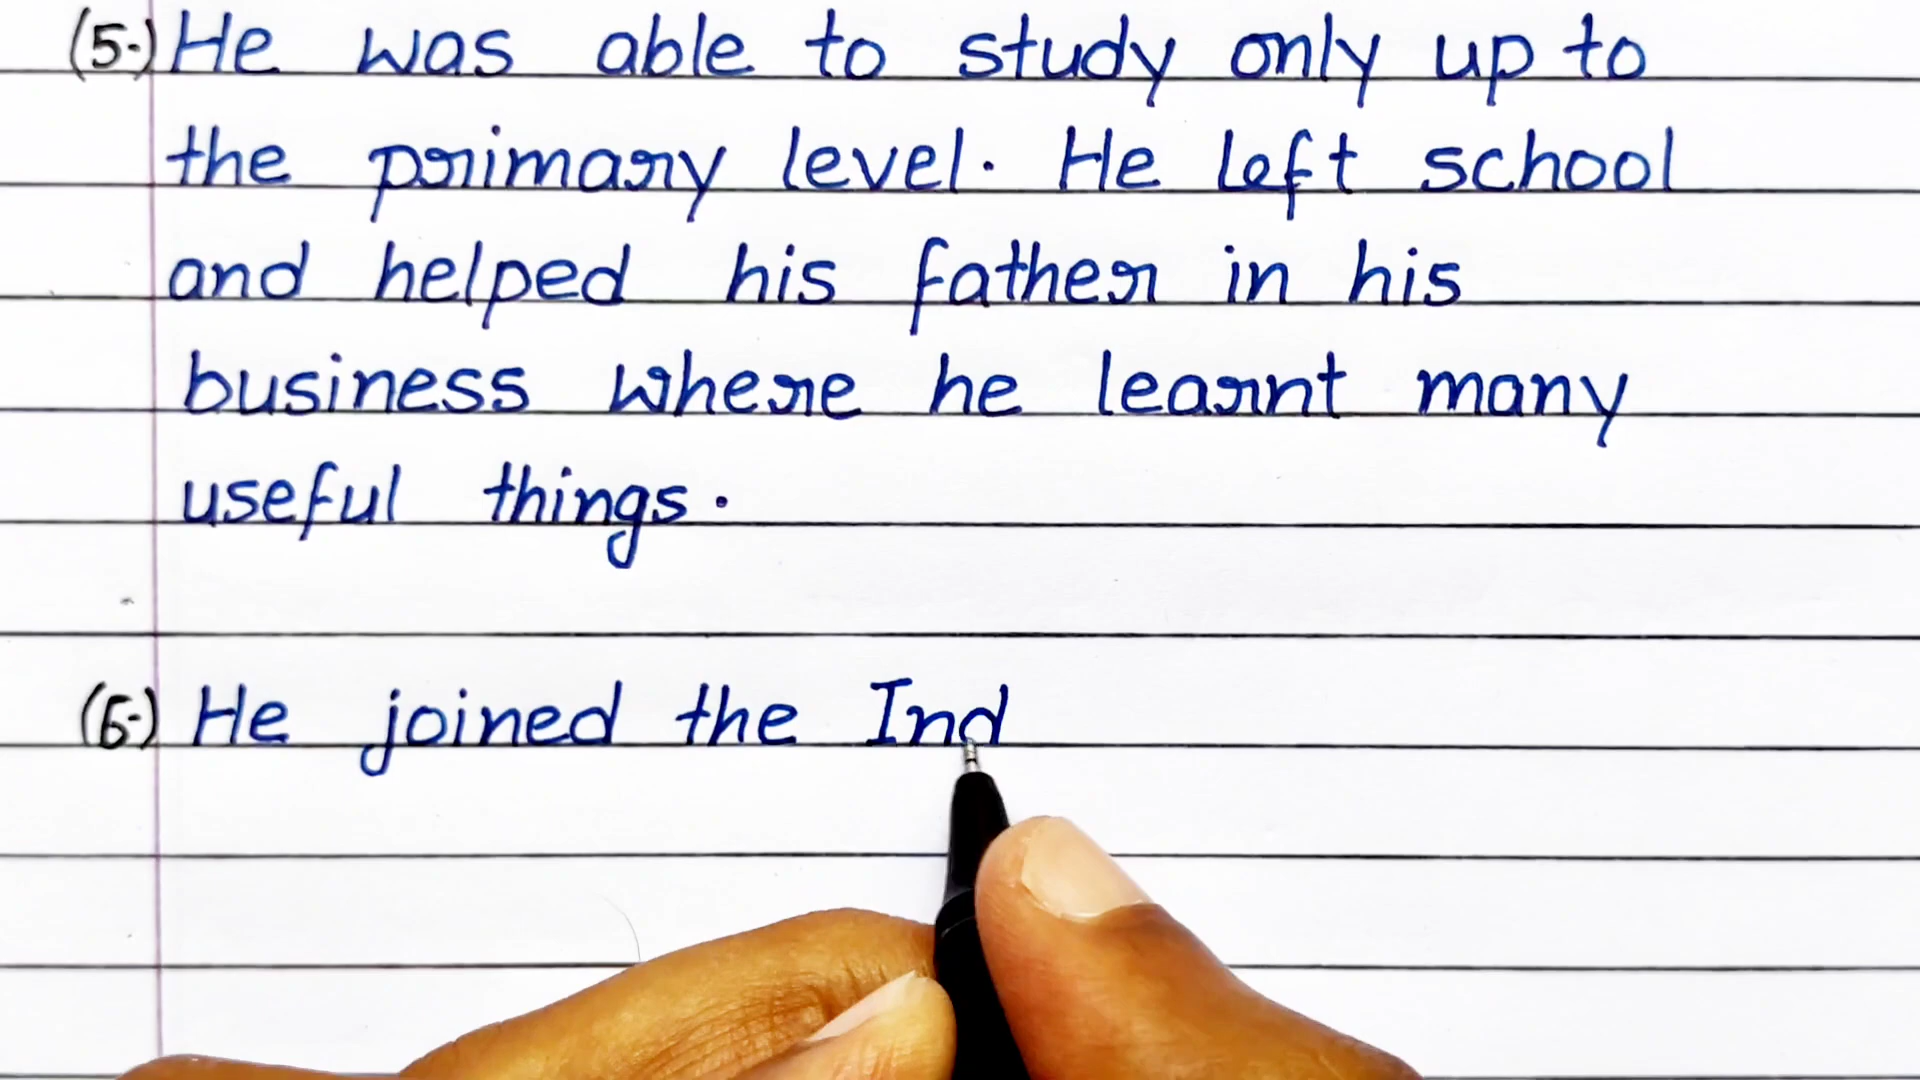 (5.) He was able to study only up to
the primary level. He left school
and helped his father in his
business where he learnt many
useful things.
(6.) He joined the Ind